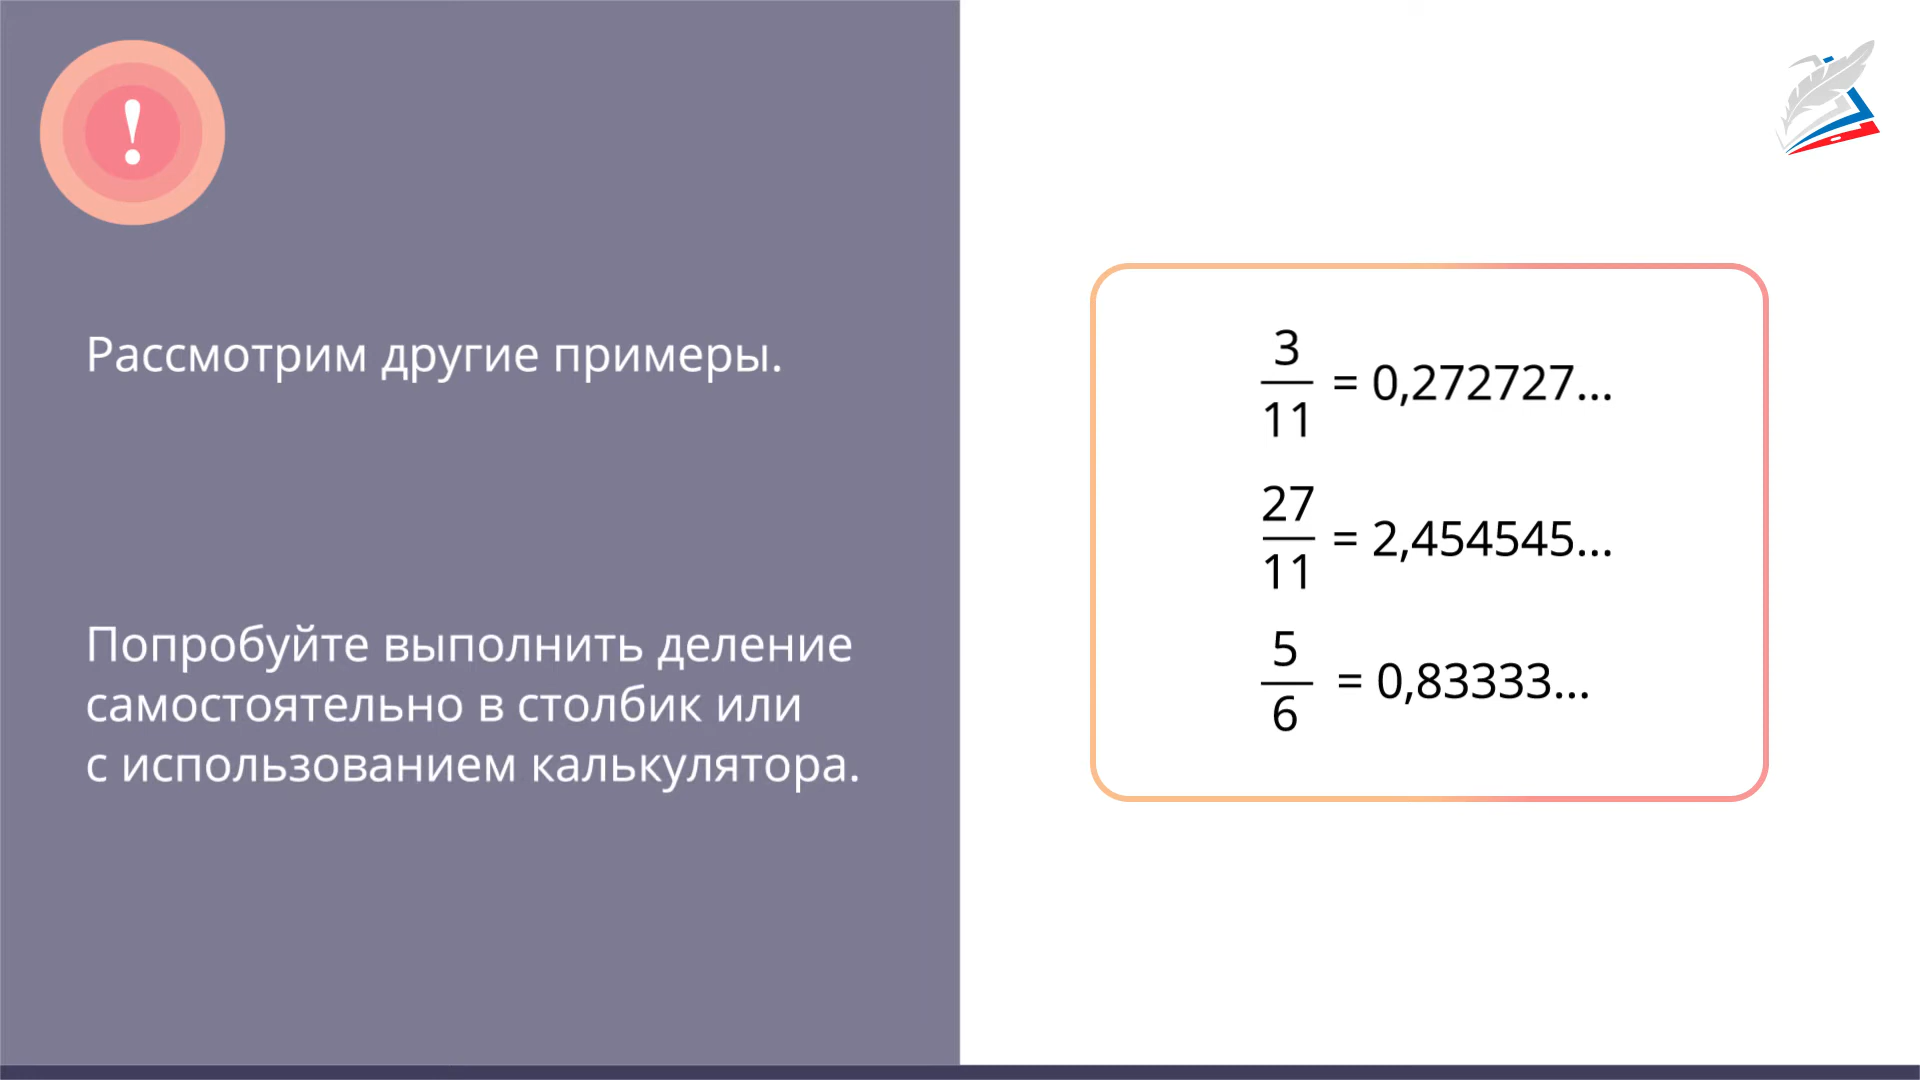 !
Рассмотрим другие примеры.
Попробуйте выполнить деление
самостоятельно в столбик или
с использованием калькулятора.
3/11 = 0,272727...
27/11 = 2,454545...
5/6 = 0,83333...